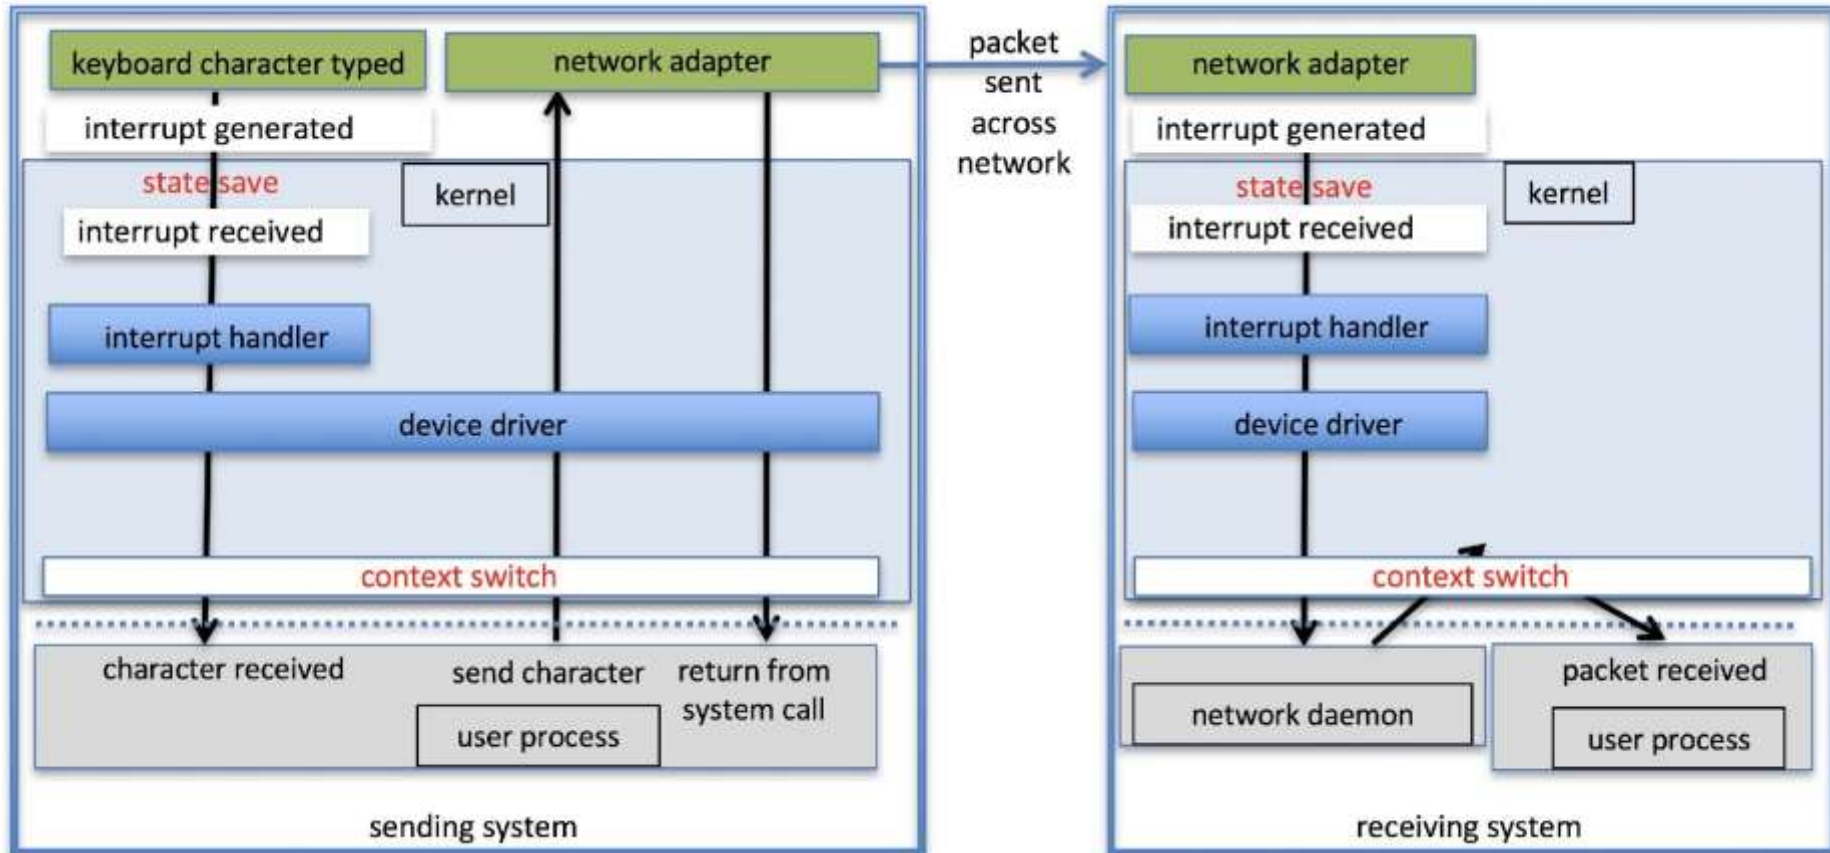 keyboard character typed
network adapter
interrupt generated
state save
kernel
interrupt received
interrupt handler
device driver
context switch
character received
send character
return from
system call
user process
sending system
packet
sent
across
network
network adapter
interrupt generated
state save
kernel
interrupt received
interrupt handler
device driver
context switch
network daemon
packet received
user process
receiving system